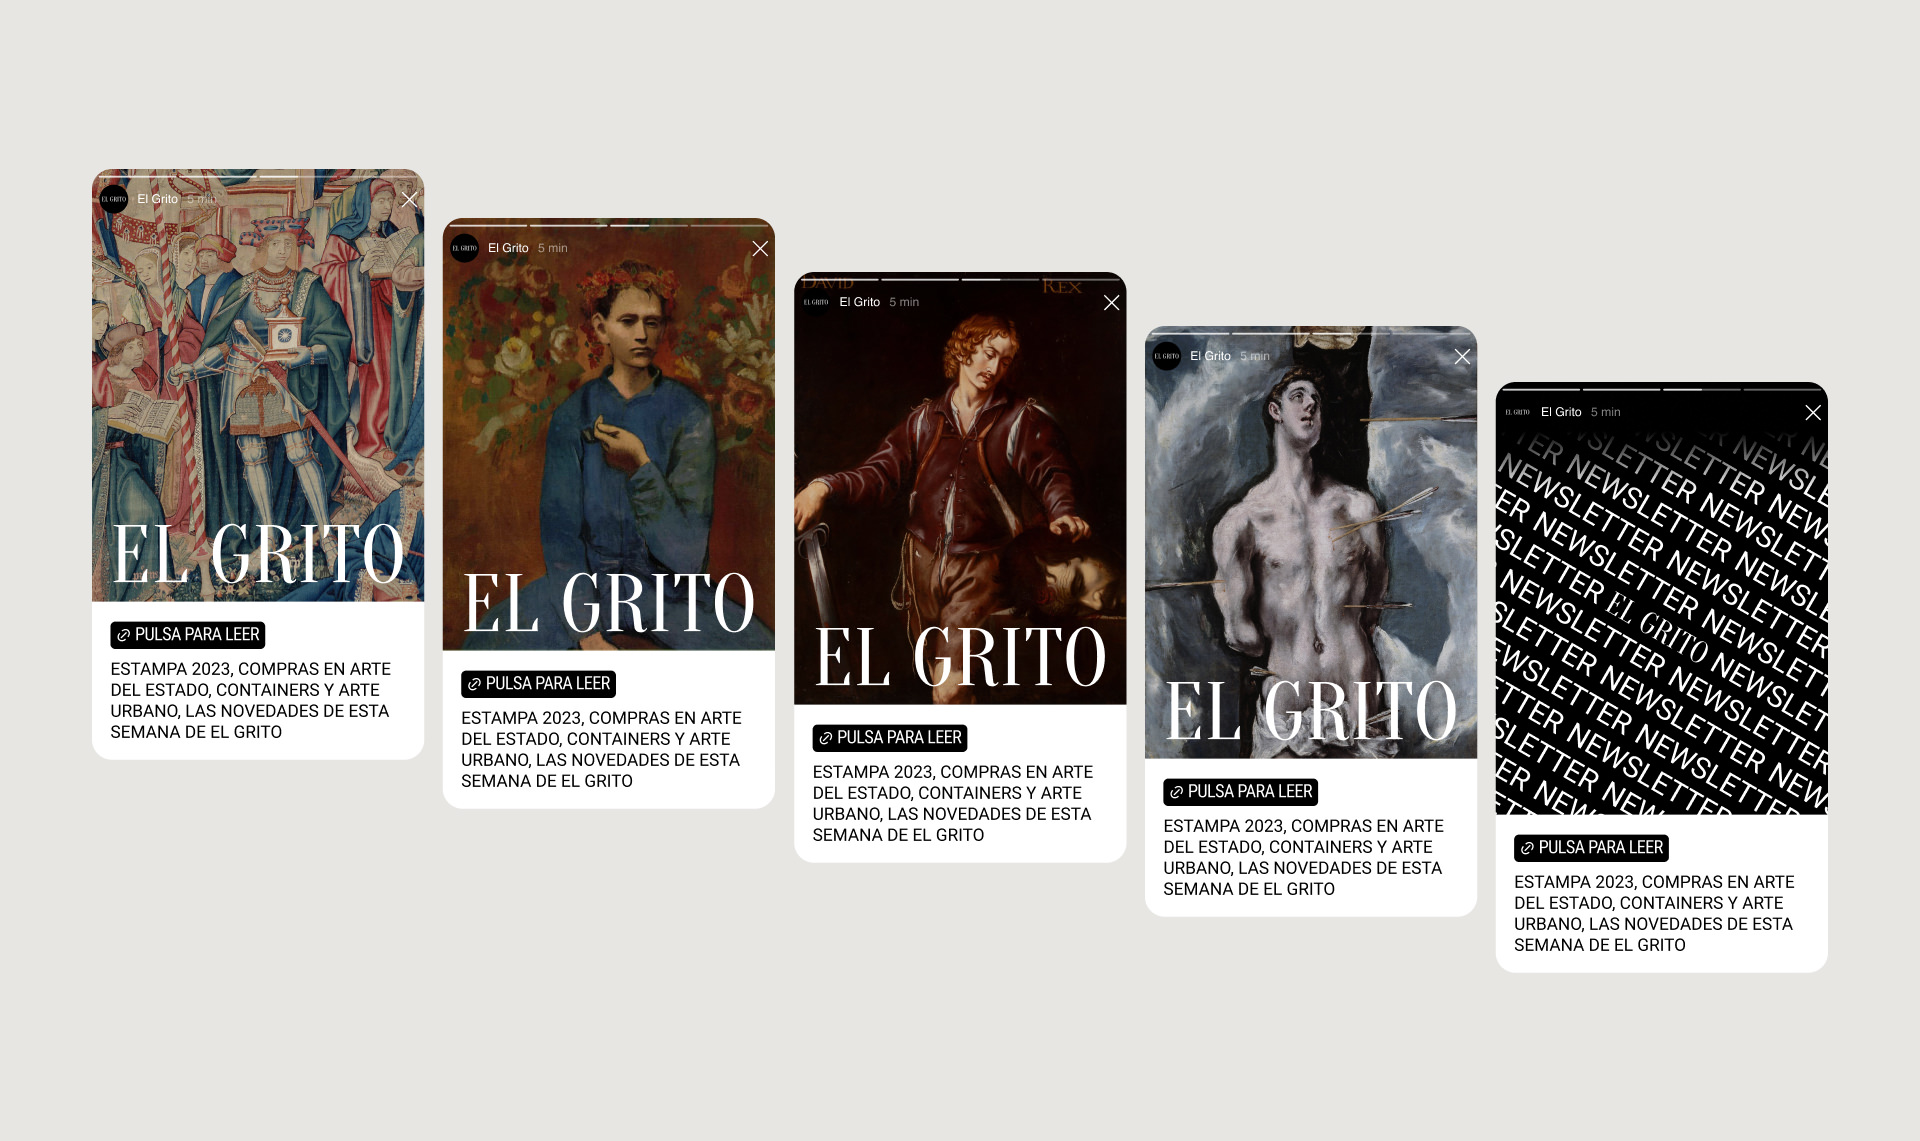 EL GRITO
El Grito 5 min
EL GRITO
PULSA PARA LEER
ESTAMPA 2023, COMPRAS EN ARTE
DEL ESTADO, CONTAINERS Y ARTE
URBANO, LAS NOVEDADES DE ESTA
SEMANA DE EL GRITO
EL GRITO
El Grito 5 min
EL GRITO
PULSA PARA LEER
ESTAMPA 2023, COMPRAS EN ARTE
DEL ESTADO, CONTAINERS Y ARTE
URBANO, LAS NOVEDADES DE ESTA
SEMANA DE EL GRITO
DAVID REX
EL GRITO
El Grito 5 min
EL GRITO
PULSA PARA LEER
ESTAMPA 2023, COMPRAS EN ARTE
DEL ESTADO, CONTAINERS Y ARTE
URBANO, LAS NOVEDADES DE ESTA
SEMANA DE EL GRITO
EL GRITO
El Grito 5 min
EL GRITO
PULSA PARA LEER
ESTAMPA 2023, COMPRAS EN ARTE
DEL ESTADO, CONTAINERS Y ARTE
URBANO, LAS NOVEDADES DE ESTA
SEMANA DE EL GRITO
EL GRITO
El Grito 5 min
NEWSLETTER NEWSLETTER
NEWSLETTER NEWSLETTER
NEWSLETTER NEWSLETTER
NEWSLETTER EL GRITO NEWSLETTER
NEWSLETTER NEWSLETTER
NEWSLETTER NEWSLETTER
PULSA PARA LEER
ESTAMPA 2023, COMPRAS EN ARTE
DEL ESTADO, CONTAINERS Y ARTE
URBANO, LAS NOVEDADES DE ESTA
SEMANA DE EL GRITO